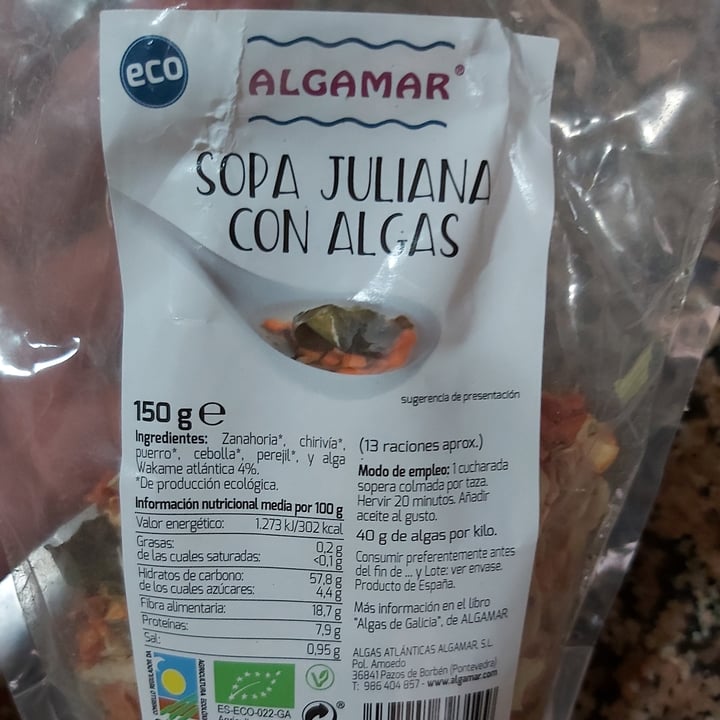 eco
ALGAMAR®
SOPA JULIANA
CON ALGAS
sugerencia de presentación
150 g e
Ingredientes: Zanahoria*, chirivía*,
puerro*, cebolla*, perejil*, y alga
Wakame atlántica 4%.
*De producción ecológica.
Información nutricional media por 100 g
Valor energético: 1.273 kJ/302 kcal
Grasas: 0,2 g
de las cuales saturadas: <0,1 g
Hidratos de carbono: 57,8 g
de los cuales azúcares: 4,4 g
Fibra alimentaria: 18,7 g
Proteínas: 7,9 g
Sal: 0,95 g
(13 raciones aprox.)
Modo de empleo: 1 cucharada
sopera colmada por taza.
Hervir 20 minutos. Añadir
aceite al gusto.
40 g de algas por kilo.
Consumir preferentemente antes
del fin de ... y Lote: ver envase.
Producto de España.
Más información en el libro
"Algas de Galicia", de ALGAMAR
ALGAS ATLÁNTICAS ALGAMAR, S.L.
Pol. Amoedo
36841 Pazos de Borbén (Pontevedra)
T: 986 404 857 - www.algamar.com
AGRICULTURA ECOLÓXICA
ES-ECO-022-GA